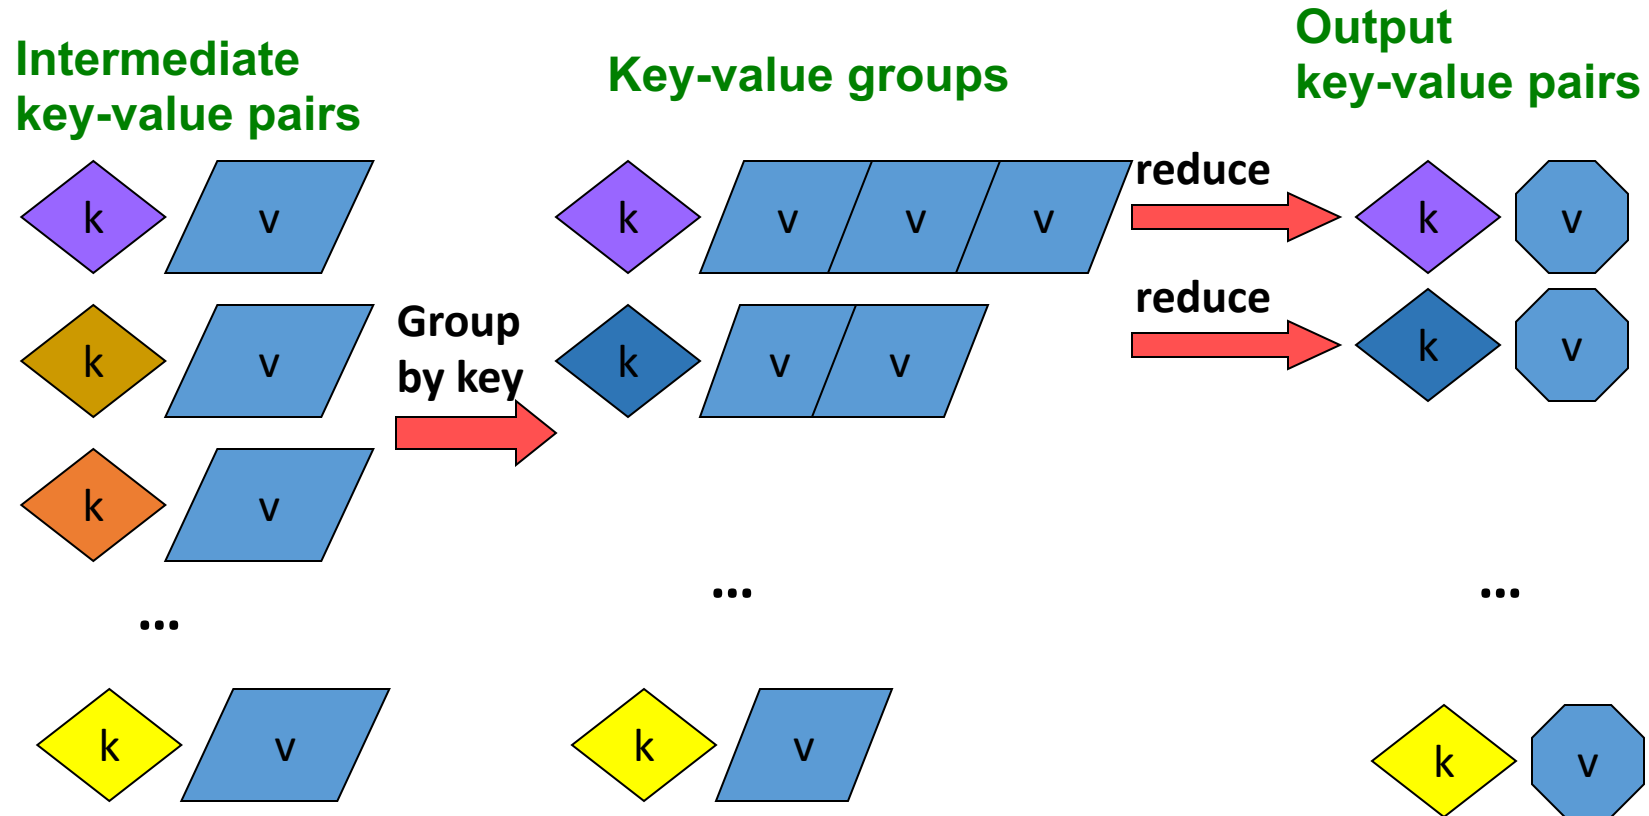 Intermediate
key-value pairs
Key-value groups
Output
key-value pairs
k v
k v
k v
...
k v
Group
by key
k v v v
k v v
...
k v
reduce
reduce
k v
k v
...
k v